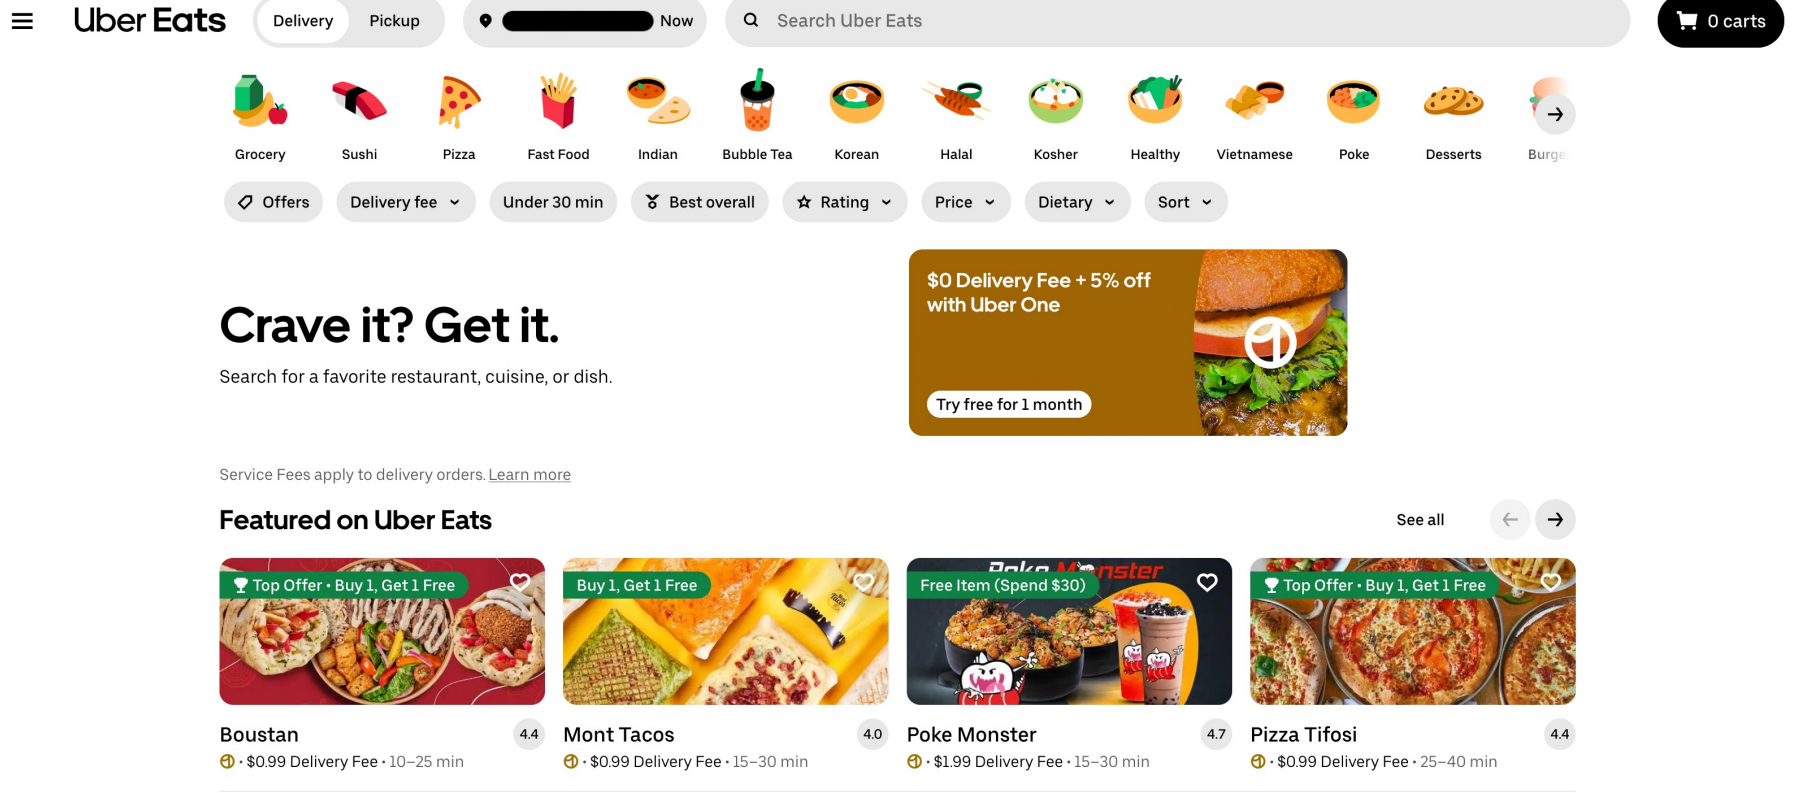 Uber Eats
Delivery Pickup
Now
Search Uber Eats
0 carts
Grocery
Sushi
Pizza
Fast Food
Indian
Bubble Tea
Korean
Halal
Kosher
Healthy
Vietnamese
Poke
Desserts
Burge
Offers
Delivery fee
Under 30 min
Best overall
Rating
Price
Dietary
Sort
Crave it? Get it.
Search for a favorite restaurant, cuisine, or dish.
$0 Delivery Fee + 5% off
with Uber One
Try free for 1 month
Service Fees apply to delivery orders. Learn more
Featured on Uber Eats
See all
Top Offer • Buy 1, Get 1 Free
Boustan
4.4
• $0.99 Delivery Fee • 10–25 min
Buy 1, Get 1 Free
Mont Tacos
4.0
• $0.99 Delivery Fee • 15–30 min
Poke Monster
Free Item (Spend $30)
Poke Monster
4.7
• $1.99 Delivery Fee • 15–30 min
Top Offer • Buy 1, Get 1 Free
Pizza Tifosi
4.4
• $0.99 Delivery Fee • 25–40 min